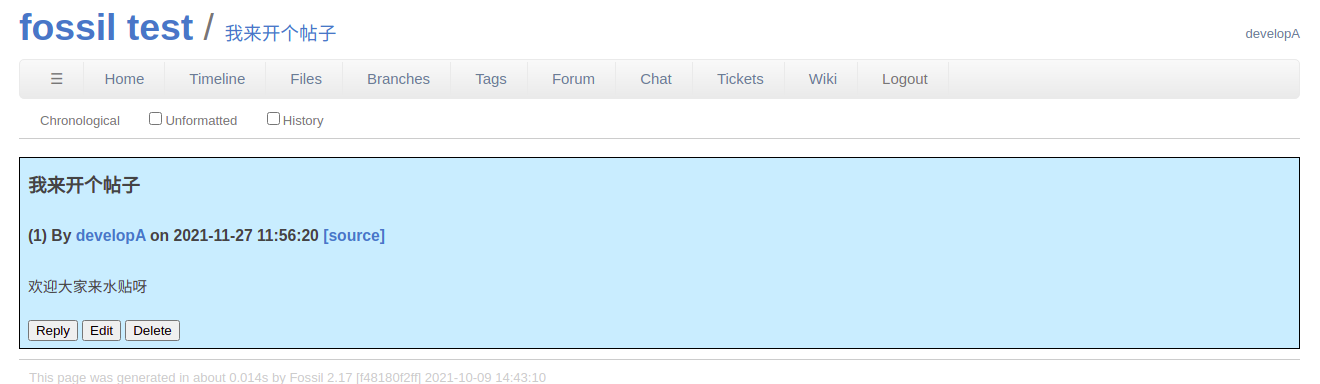 fossil test / 我来开个帖子
developA
☰ Home Timeline Files Branches Tags Forum Chat Tickets Wiki Logout
Chronological Unformatted History
我来开个帖子
(1) By developA on 2021-11-27 11:56:20 [source]
欢迎大家来水贴呀
Reply Edit Delete
This page was generated in about 0.014s by Fossil 2.17 [f48180f2ff] 2021-10-09 14:43:10